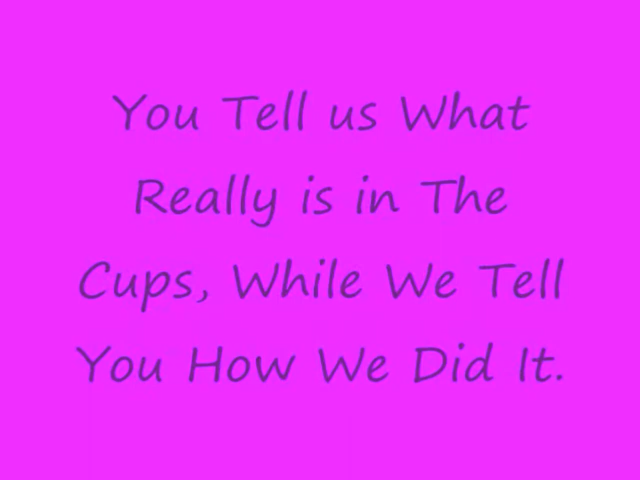 You Tell us What
Really is in The
Cups, While We Tell
You How We Did It.